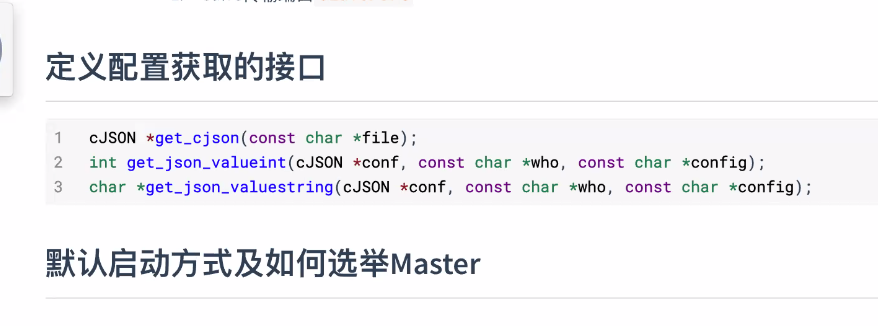 定义配置获取的接口
1 cJSON *get_cjson(const char *file);
2 int get_json_valueint(cJSON *conf, const char *who, const char *config);
3 char *get_json_valuestring(cJSON *conf, const char *who, const char *config);
默认启动方式及如何选举Master